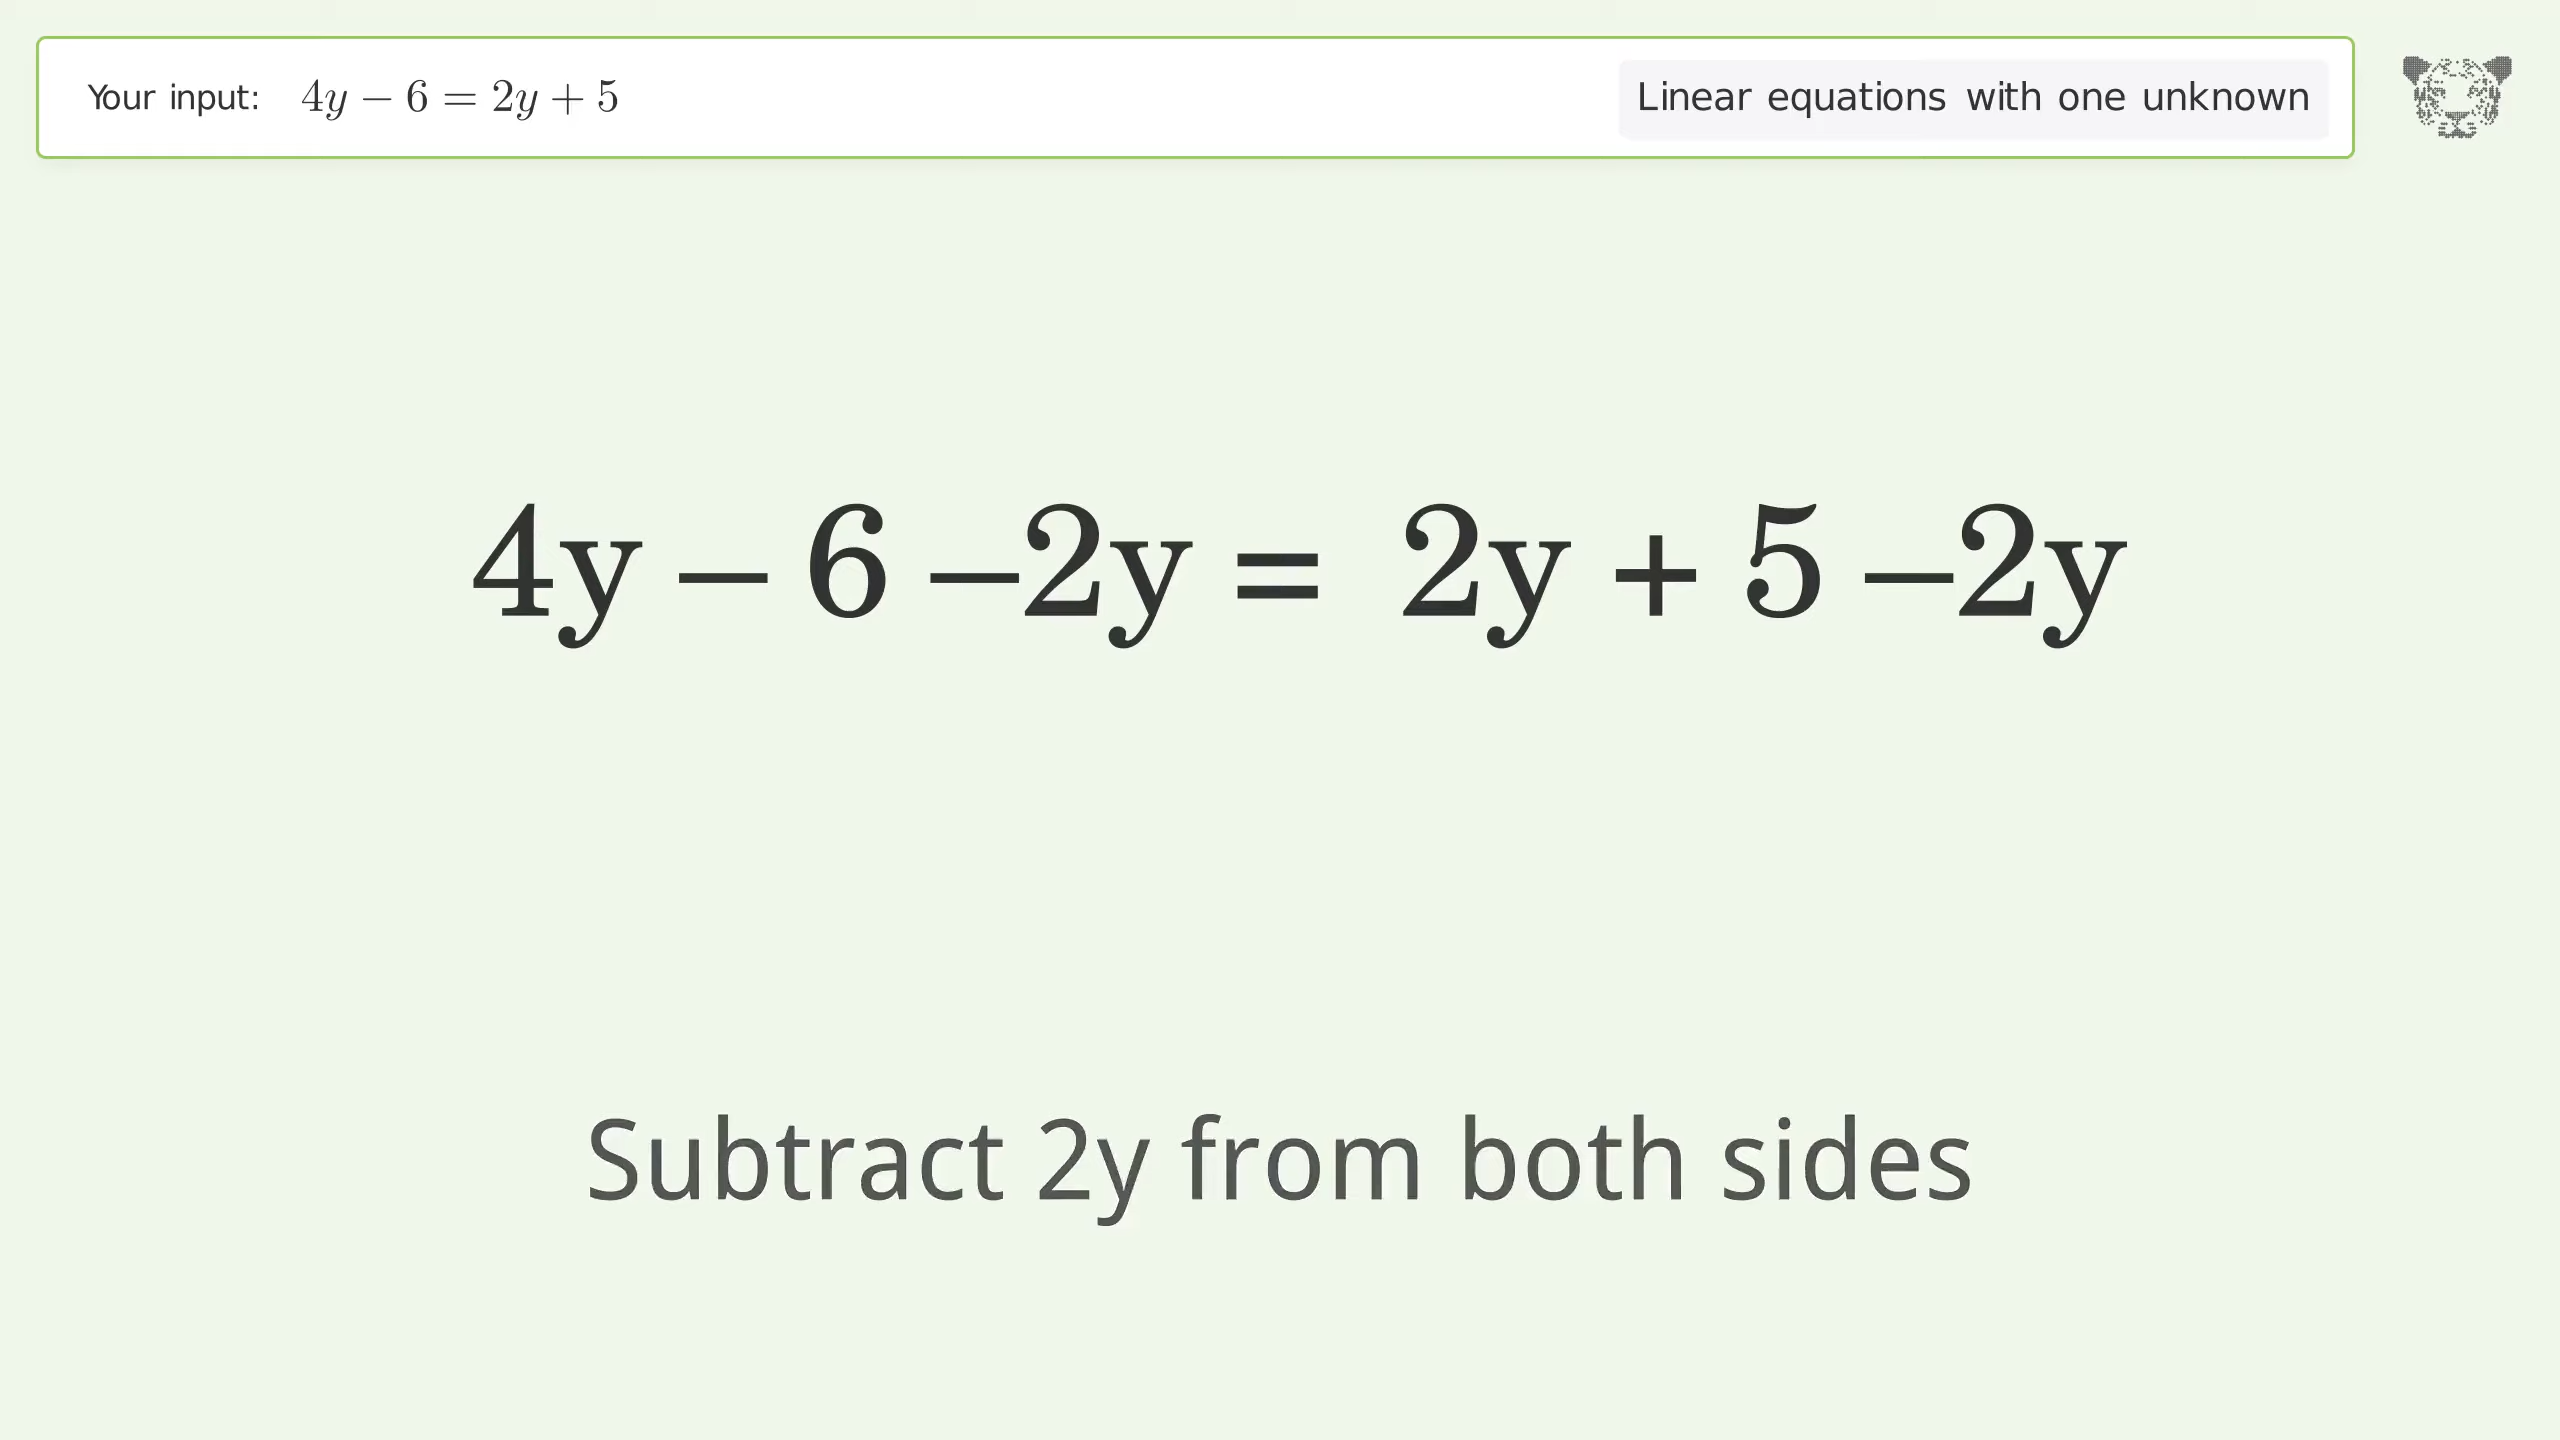 Your input: 4y − 6 = 2y + 5
Linear equations with one unknown
4y – 6 –2y = 2y + 5 –2y
Subtract 2y from both sides